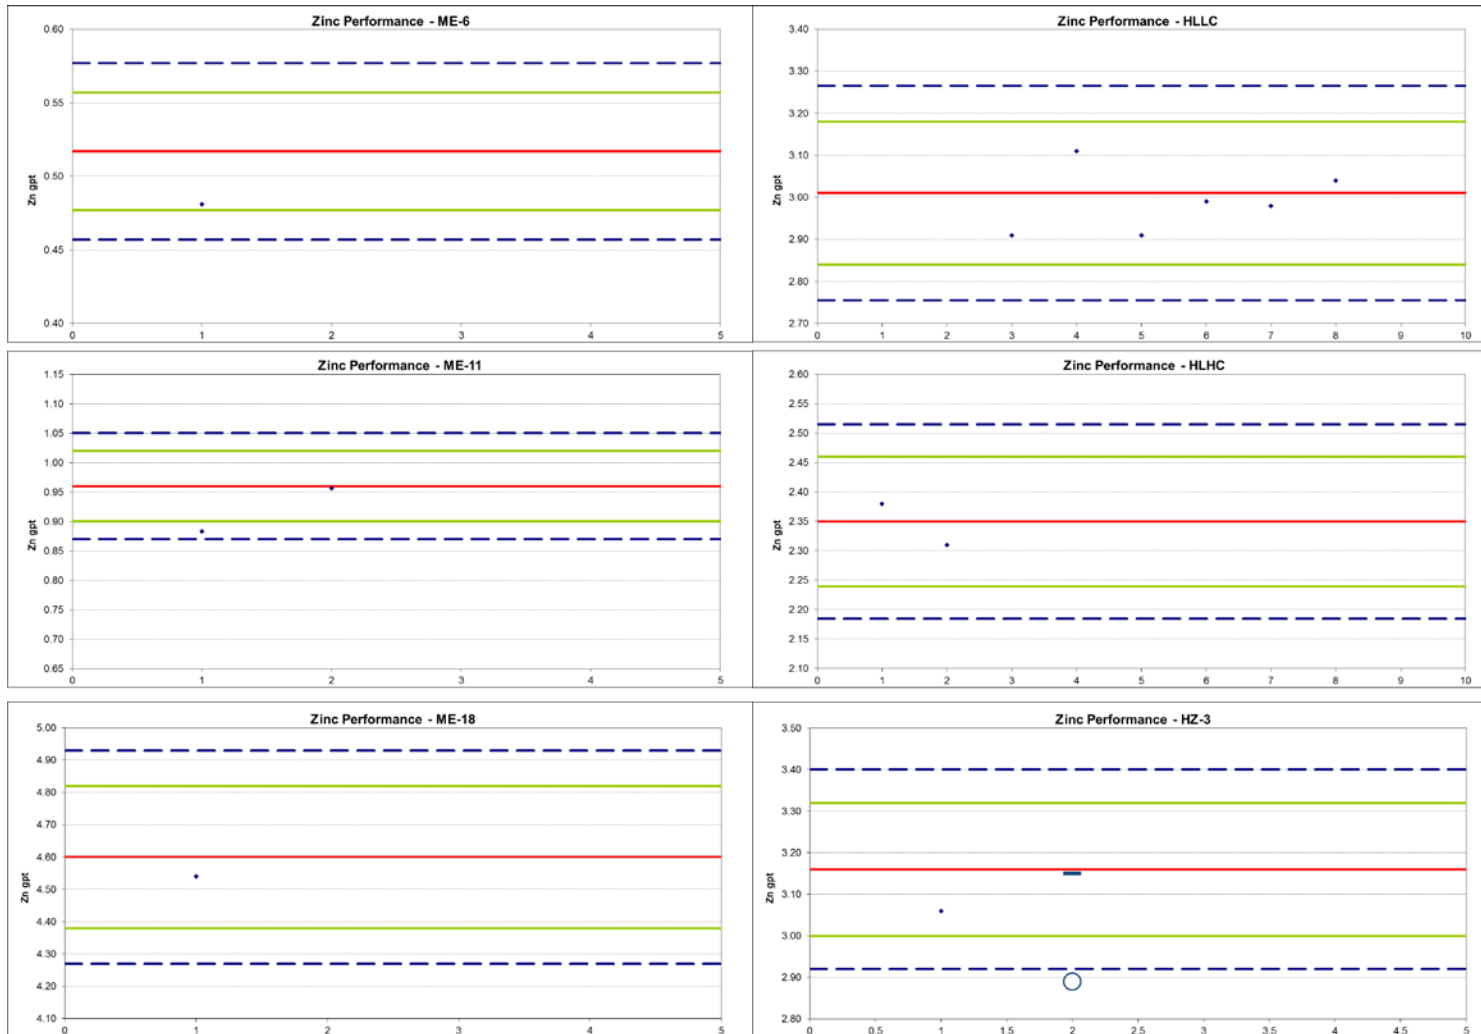 Zinc Performance - ME-6
0.60
0.55
0.50
0.45
0.40
Zn gpt
0 1 2 3 4 5
Zinc Performance - HLLC
3.40
3.30
3.20
3.10
3.00
2.90
2.80
2.70
Zn gpt
0 1 2 3 4 5 6 7 8 9 10
Zinc Performance - ME-11
1.15
1.10
1.05
1.00
0.95
0.90
0.85
0.80
0.75
0.70
0.65
Zn gpt
0 1 2 3 4 5
Zinc Performance - HLHC
2.60
2.55
2.50
2.45
2.40
2.35
2.30
2.25
2.20
2.15
2.10
Zn gpt
0 1 2 3 4 5 6 7 8 9 10
Zinc Performance - ME-18
5.00
4.90
4.80
4.70
4.60
4.50
4.40
4.30
4.20
4.10
Zn gpt
0 1 2 3 4 5
Zinc Performance - HZ-3
3.50
3.40
3.30
3.20
3.10
3.00
2.90
2.80
Zn gpt
0 0.5 1 1.5 2 2.5 3 3.5 4 4.5 5